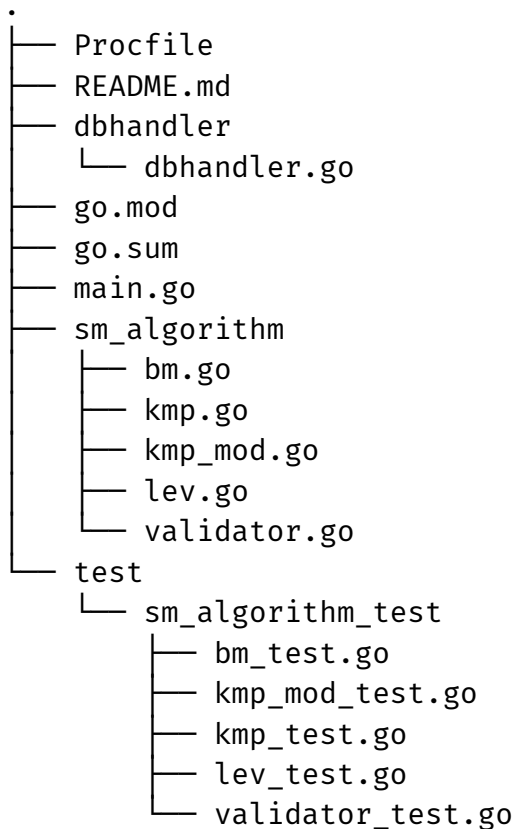 .
├── Procfile
├── README.md
├── dbhandler
│   └── dbhandler.go
├── go.mod
├── go.sum
├── main.go
├── sm_algorithm
│   ├── bm.go
│   ├── kmp.go
│   ├── kmp_mod.go
│   ├── lev.go
│   └── validator.go
└── test
    └── sm_algorithm_test
        ├── bm_test.go
        ├── kmp_mod_test.go
        ├── kmp_test.go
        ├── lev_test.go
        └── validator_test.go